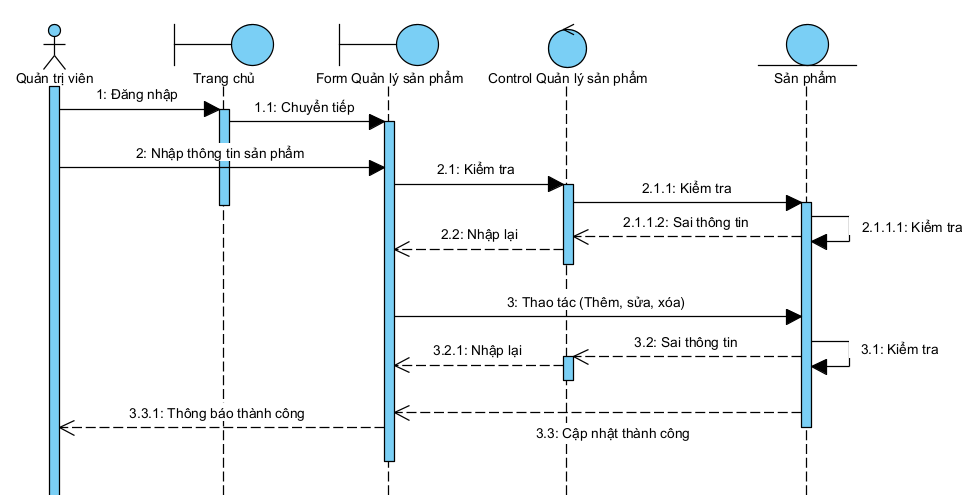 Quản trị viên
Trang chủ
Form Quản lý sản phẩm
Control Quản lý sản phẩm
Sản phẩm
1: Đăng nhập
1.1: Chuyển tiếp
2: Nhập thông tin sản phẩm
2.1: Kiểm tra
2.1.1: Kiểm tra
2.1.1.1: Kiểm tra
2.1.1.2: Sai thông tin
2.2: Nhập lại
3: Thao tác (Thêm, sửa, xóa)
3.1: Kiểm tra
3.2: Sai thông tin
3.2.1: Nhập lại
3.3.1: Thông báo thành công
3.3: Cập nhật thành công